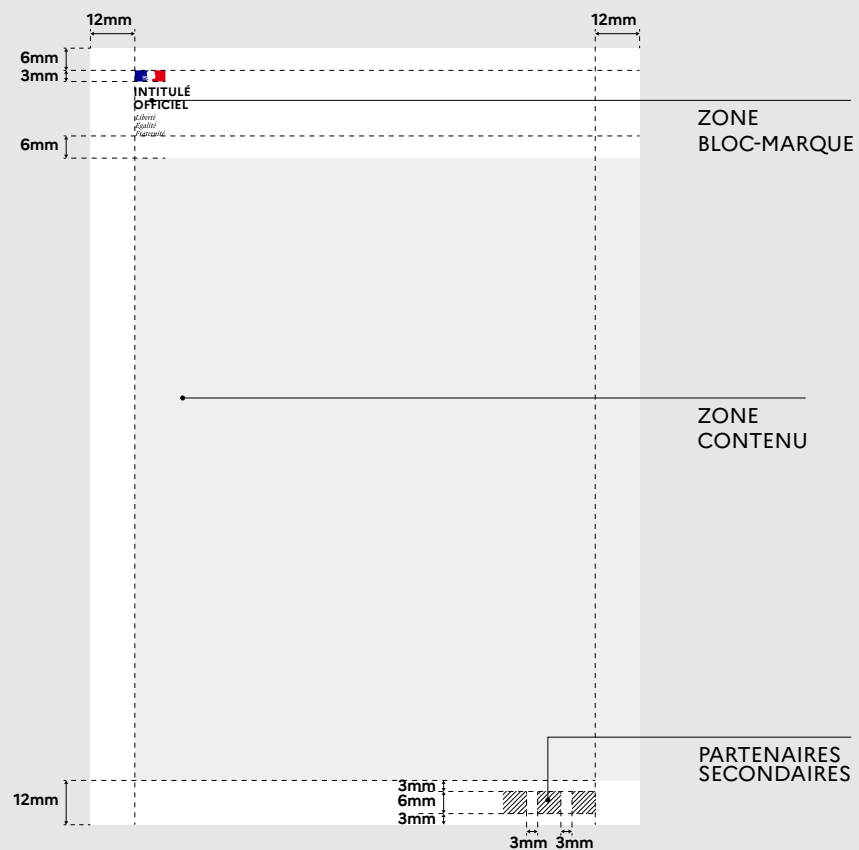 12mm
12mm
6mm
3mm
INTITULÉ
OFFICIEL
Liberté
Égalité
Fraternité
ZONE
BLOC-MARQUE
6mm
ZONE
CONTENU
PARTENAIRES
SECONDAIRES
3mm
12mm
6mm
3mm
3mm
3mm